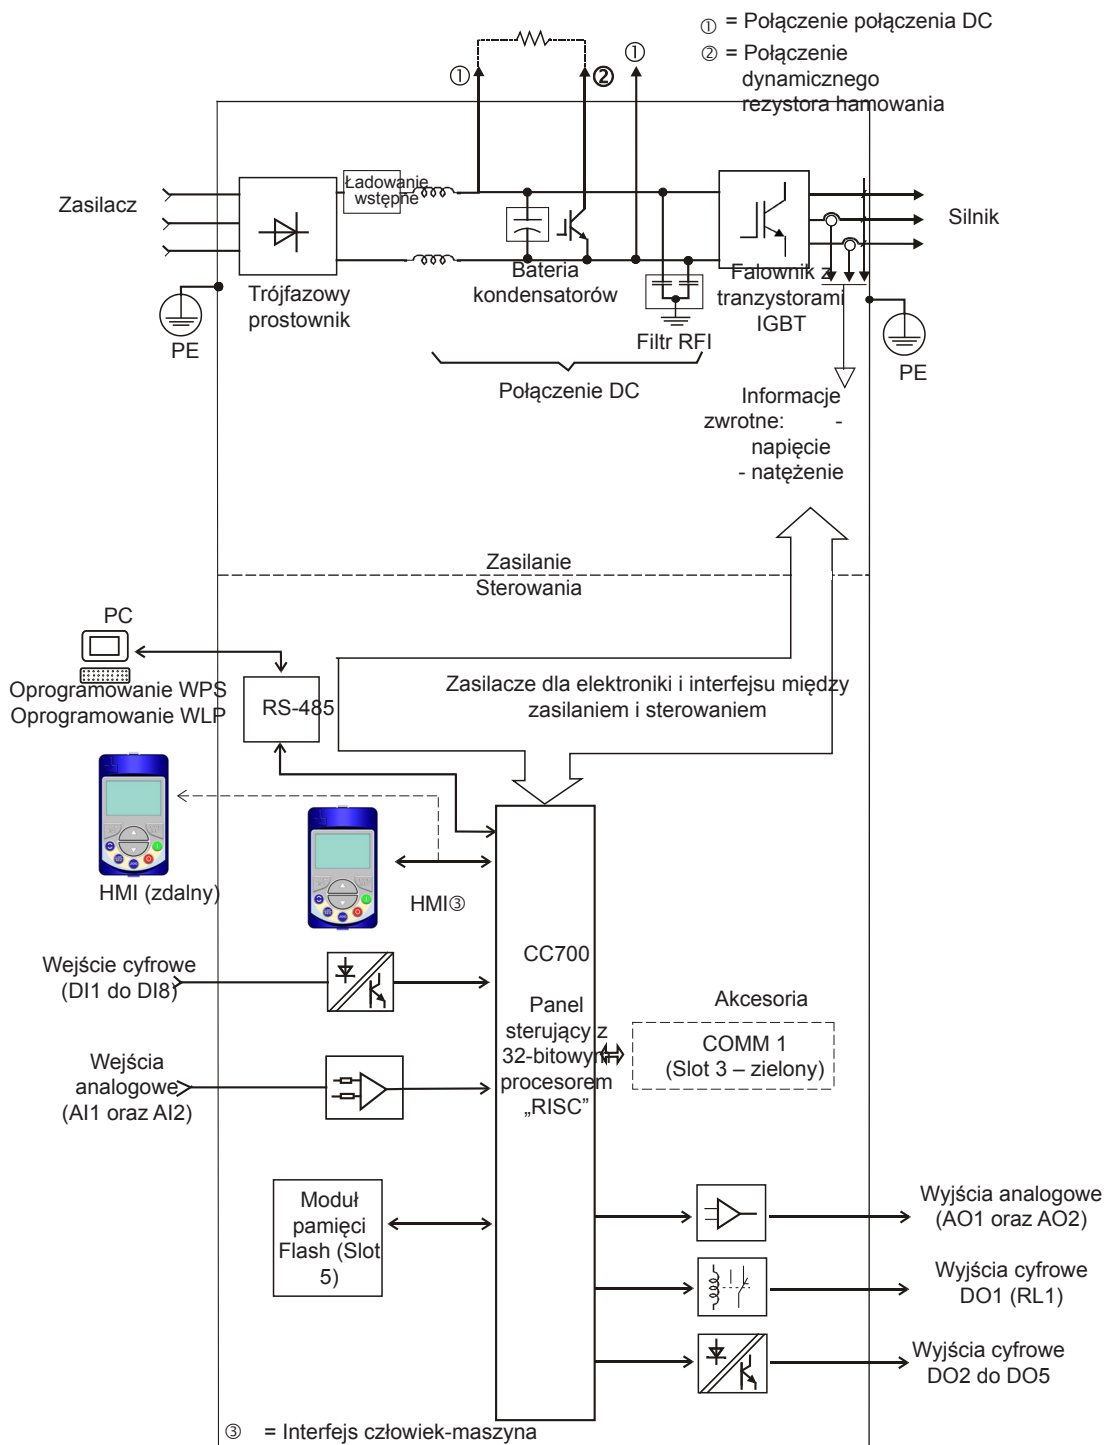 ① = Połączenie połączenia DC
② = Połączenie
dynamicznego
rezystora hamowania
①
②
①
Zasilacz
Ładowanie
wstępne
Silnik
Trójfazowy
prostownik
Bateria
kondensatorów
Falownik z
tranzystorami
IGBT
PE
Filtr RFI
PE
Połączenie DC
Informacje
zwrotne: -
napięcie
- natężenie
Zasilanie
Sterowania
PC
Oprogramowanie WPS
Oprogramowanie WLP
RS-485
Zasilacze dla elektroniki i interfejsu między
zasilaniem i sterowaniem
HMI (zdalny)
HMI③
Wejście cyfrowe
(DI1 do DI8)
CC700
Panel
sterujący z
32-bitowym
procesorem
„RISC”
Akcesoria
COMM 1
(Slot 3 – zielony)
Wejścia
analogowe
(AI1 oraz AI2)
Moduł
pamięci
Flash (Slot
5)
Wyjścia analogowe
(AO1 oraz AO2)
Wyjścia cyfrowe
DO1 (RL1)
Wyjścia cyfrowe
DO2 do DO5
③ = Interfejs człowiek-maszyna